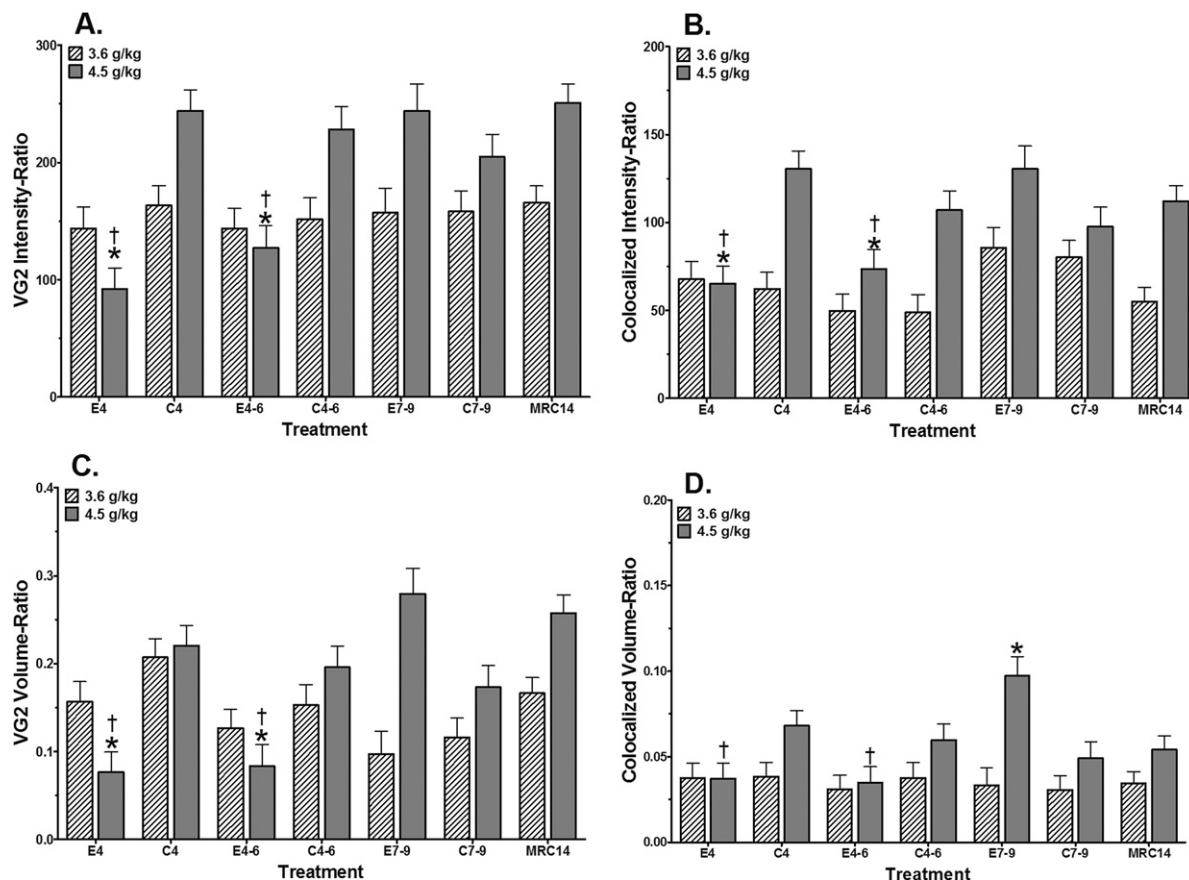 A.
300
200
100
0
VG2 Intensity-Ratio
3.6 g/kg
4.5 g/kg
†
*
†
*
E4 C4 E4-6 C4-6 E7-9 C7-9 MRC14
Treatment
B.
200
150
100
50
0
Colocalized Intensity-Ratio
3.6 g/kg
4.5 g/kg
†
*
†
*
E4 C4 E4-6 C4-6 E7-9 C7-9 MRC14
Treatment
C.
0.4
0.3
0.2
0.1
0.0
VG2 Volume-Ratio
3.6 g/kg
4.5 g/kg
†
*
†
*
E4 C4 E4-6 C4-6 E7-9 C7-9 MRC14
Treatment
D.
0.20
0.15
0.10
0.05
0.00
Colocalized Volume-Ratio
3.6 g/kg
4.5 g/kg
†
†
*
E4 C4 E4-6 C4-6 E7-9 C7-9 MRC14
Treatment